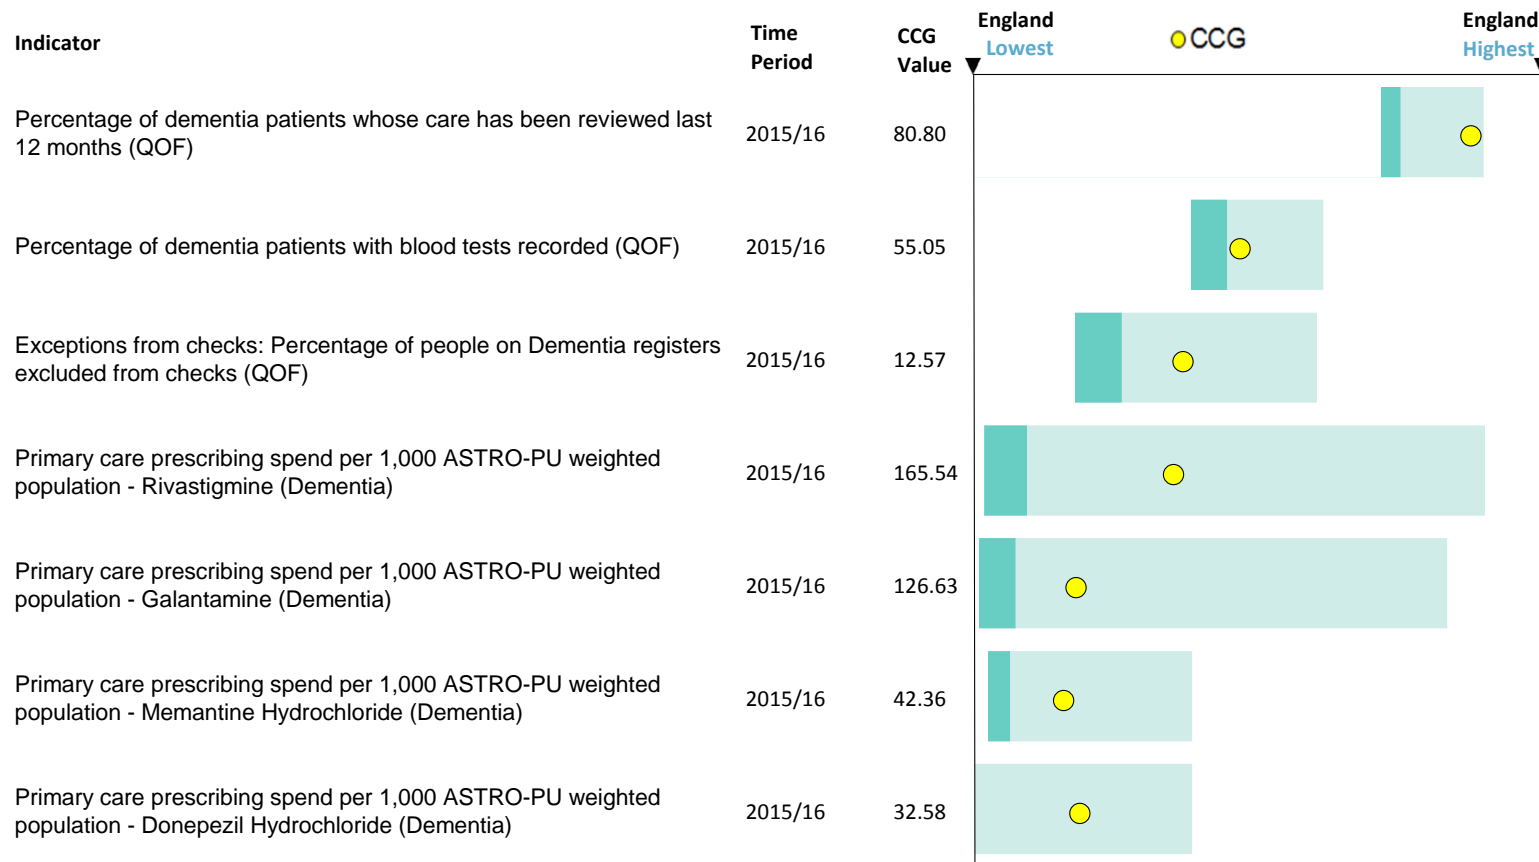 Indicator
Time
Period
CCG
Value
England
Lowest
CCG
England
Highest
Percentage of dementia patients whose care has been reviewed last
12 months (QOF)
2015/16
80.80
Percentage of dementia patients with blood tests recorded (QOF)
2015/16
55.05
Exceptions from checks: Percentage of people on Dementia registers
excluded from checks (QOF)
2015/16
12.57
Primary care prescribing spend per 1,000 ASTRO-PU weighted
population - Rivastigmine (Dementia)
2015/16
165.54
Primary care prescribing spend per 1,000 ASTRO-PU weighted
population - Galantamine (Dementia)
2015/16
126.63
Primary care prescribing spend per 1,000 ASTRO-PU weighted
population - Memantine Hydrochloride (Dementia)
2015/16
42.36
Primary care prescribing spend per 1,000 ASTRO-PU weighted
population - Donepezil Hydrochloride (Dementia)
2015/16
32.58